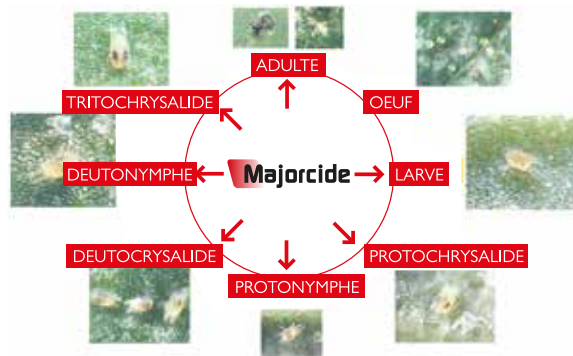 ADULTE
TRITOCHRYSALIDE
OEUF
DEUTONYMPHE
Majorcide
LARVE
DEUTOCRYSALIDE
PROTOCHRYSALIDE
PROTONYMPHE